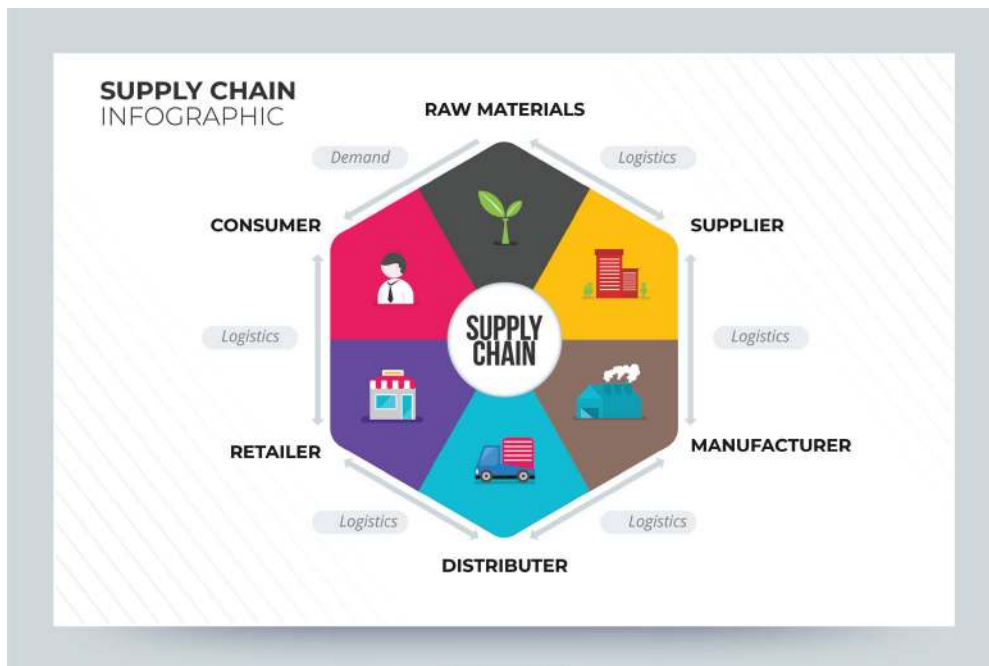 SUPPLY CHAIN
INFOGRAPHIC
RAW MATERIALS
Demand
Logistics
CONSUMER
SUPPLIER
SUPPLY
CHAIN
Logistics
Logistics
RETAILER
MANUFACTURER
Logistics
Logistics
DISTRIBUTER